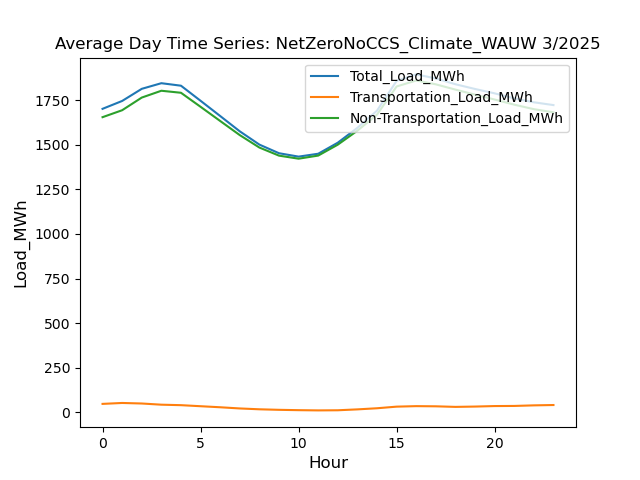 Average Day Time Series: NetZeroNoCCS_Climate_WAUW 3/2025
Total_Load_MWh
Transportation_Load_MWh
Non-Transportation_Load_MWh
Load_MWh
1750
1500
1250
1000
750
500
250
0
0 5 10 15 20
Hour